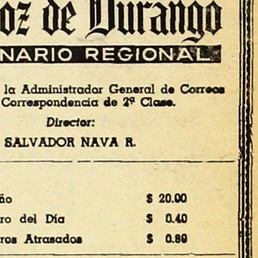 oz de Durango
NARIO REGIONAL
la Administrador General de Correos
Correspondencia de 2ª Clase.
Director:
SALVADOR NAVA R.
ño $ 20.00
ro del Día $ 0.40
ros Atrasados $ 0.80